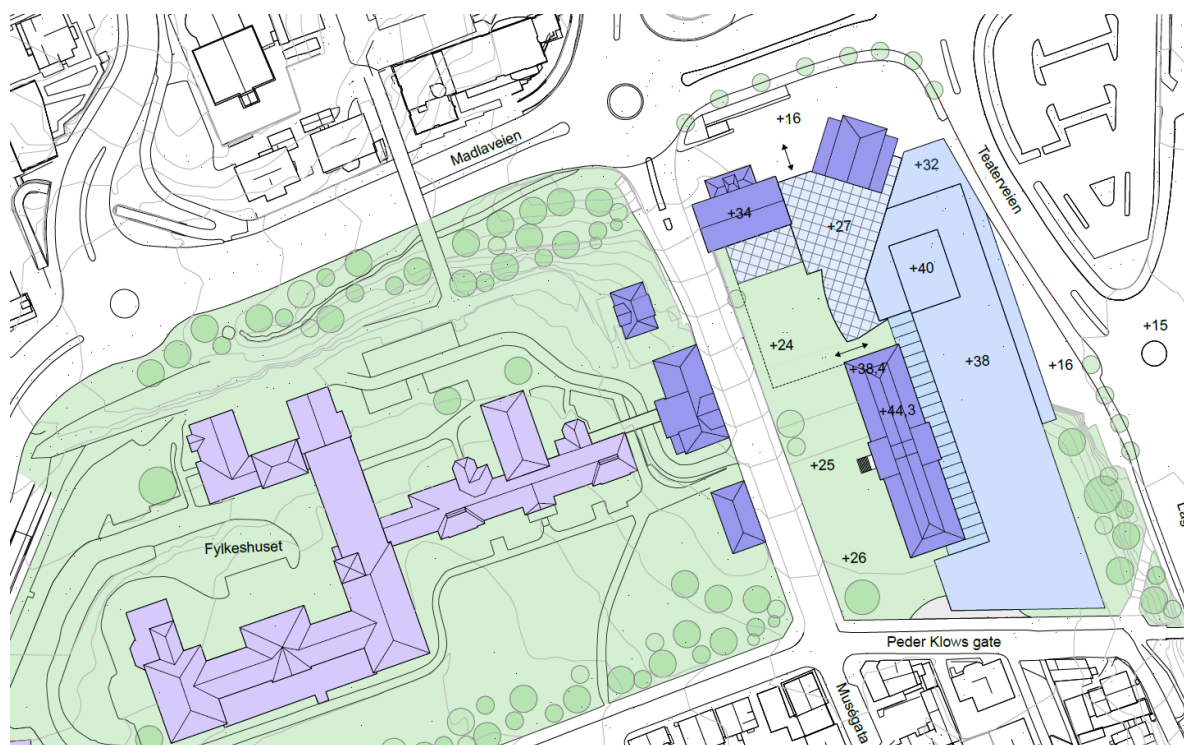 +16
Madlaveien
Teaterveien
+32
+34
+27
+40
+15
+24
+38
+16
+38,4
+44,3
+25
Fylkeshuset
+26
Peder Klows gate
Muségata